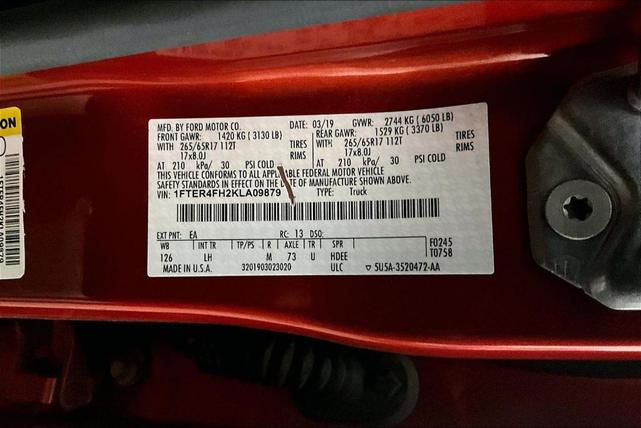 MFD. BY FORD MOTOR CO.
DATE: 03/19 GVWR: 2744 KG (6050 LB)
FRONT GAWR: 1420 KG (3130 LB)
REAR GAWR: 1529 KG (3370 LB)
WITH 265/65R17 112T TIRES
WITH 265/65R17 112T TIRES
17x8.0J RIMS
17x8.0J RIMS
AT 210 kPa/ 30 PSI COLD
AT 210 kPa/ 30 PSI COLD
THIS VEHICLE CONFORMS TO ALL APPLICABLE FEDERAL MOTOR VEHICLE
SAFETY STANDARDS IN EFFECT ON THE DATE OF MANUFACTURE SHOWN ABOVE.
VIN: 1FTER4FH2KLA09879 TYPE: Truck
EXT PNT: EA RC: 13 DSO:
WB INT TR TP/PS R AXLE TR SPR F0245
126 LH M 73 U HDEE T0758
MADE IN U.S.A. 3201903023020 ULC ▽ SU5A-3520472-AA
ON